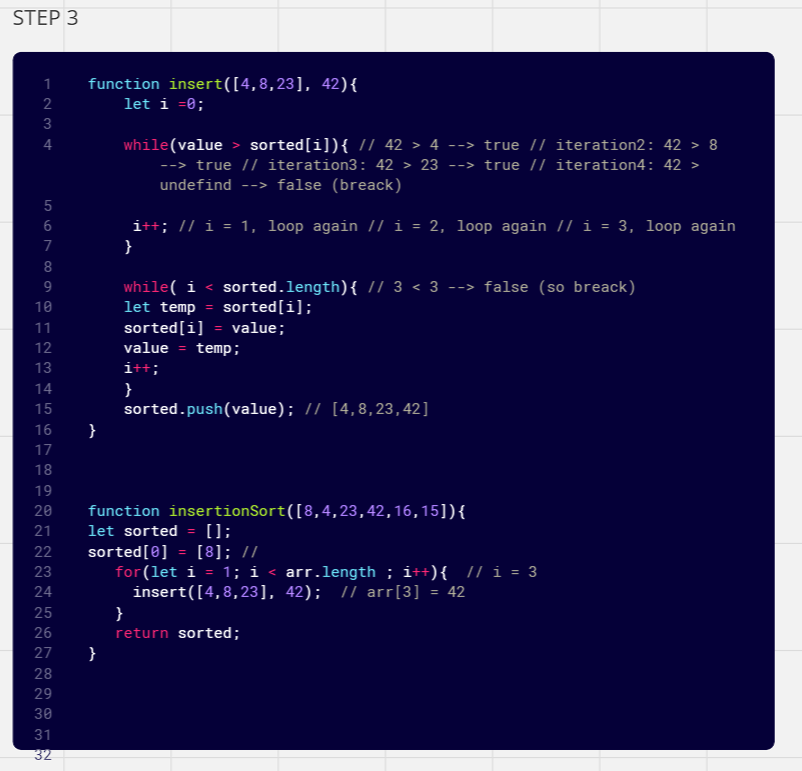 STEP 3
1 function insert([4,8,23], 42){
2 let i =0;
3
4 while(value > sorted[i]){ // 42 > 4 --> true // iteration2: 42 > 8
--> true // iteration3: 42 > 23 --> true // iteration4: 42 >
undefind --> false (breack)
5
6 i++; // i = 1, loop again // i = 2, loop again // i = 3, loop again
7 }
8
9 while( i < sorted.length){ // 3 < 3 --> false (so breack)
10 let temp = sorted[i];
11 sorted[i] = value;
12 value = temp;
13 i++;
14 }
15 sorted.push(value); // [4,8,23,42]
16 }
17
18
19
20 function insertionSort([8,4,23,42,16,15]){
21 let sorted = [];
22 sorted[0] = [8]; //
23 for(let i = 1; i < arr.length ; i++){ // i = 3
24 insert([4,8,23], 42); // arr[3] = 42
25 }
26 return sorted;
27 }
28
29
30
31
32